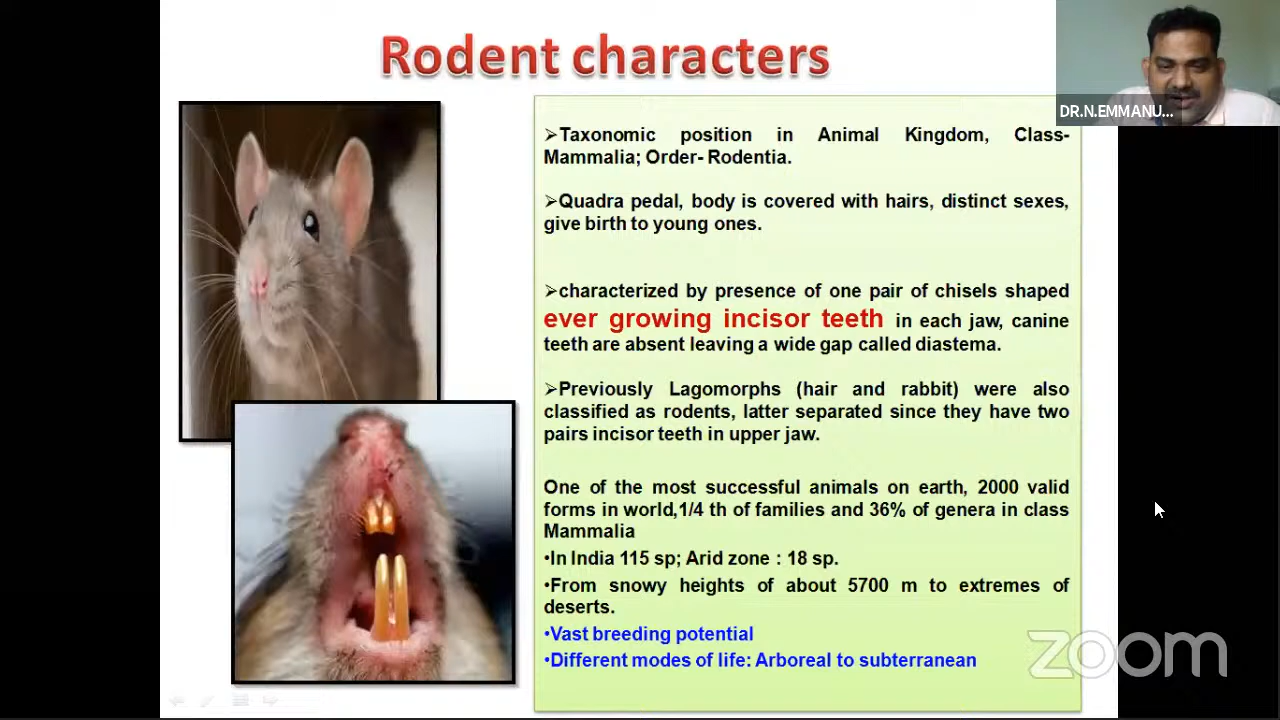 Rodent characters
DR.N.EMMANU...
➢Taxonomic position in Animal Kingdom, Class-
Mammalia; Order- Rodentia.
➢Quadra pedal, body is covered with hairs, distinct sexes,
give birth to young ones.
➢characterized by presence of one pair of chisels shaped
ever growing incisor teeth in each jaw, canine
teeth are absent leaving a wide gap called diastema.
➢Previously Lagomorphs (hair and rabbit) were also
classified as rodents, latter separated since they have two
pairs incisor teeth in upper jaw.
One of the most successful animals on earth, 2000 valid
forms in world,1/4 th of families and 36% of genera in class
Mammalia
•In India 115 sp; Arid zone : 18 sp.
•From snowy heights of about 5700 m to extremes of
deserts.
•Vast breeding potential
•Different modes of life: Arboreal to subterranean
zoom